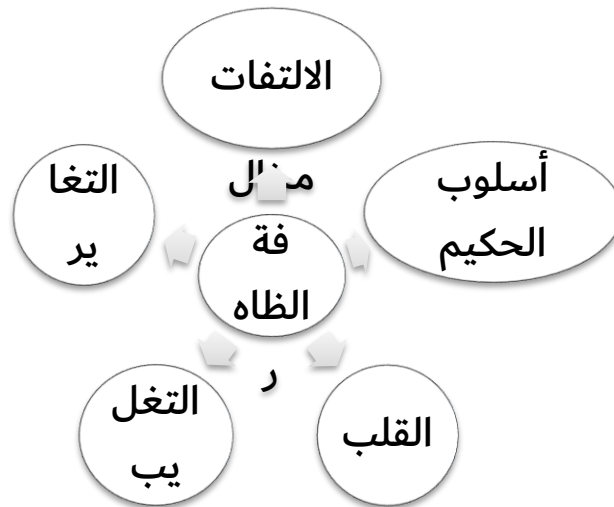 الالتفات
أسلوب
الحكيم
التغا
ير
فة
الظاه
ر
القلب
التغل
يب